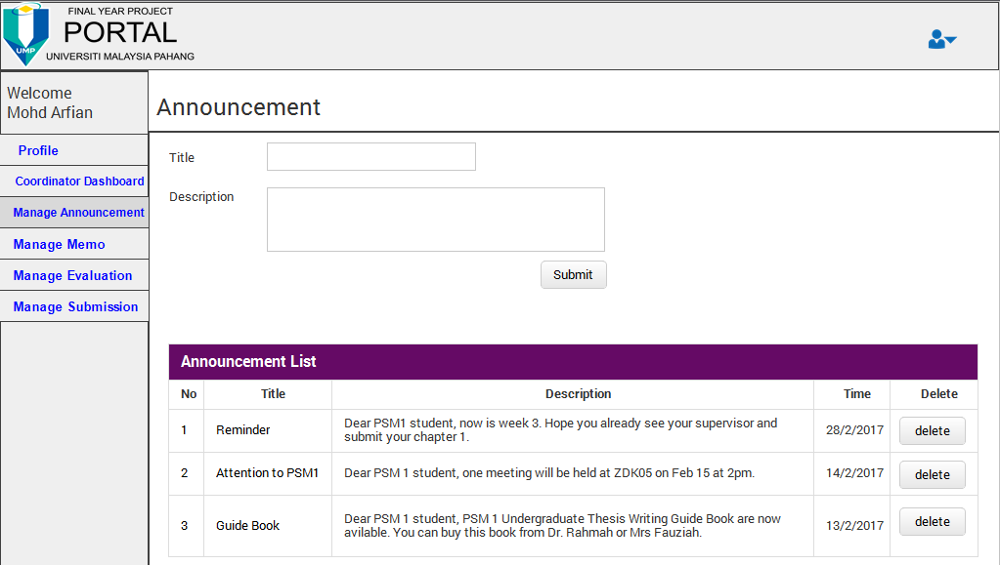 FINAL YEAR PROJECT
PORTAL
UMP
UNIVERSITI MALAYSIA PAHANG
Welcome
Mohd Arfian
Profile
Coordinator Dashboard
Manage Announcement
Manage Memo
Manage Evaluation
Manage Submission
Announcement
Title
Description
Submit
Announcement List
No Title Description Time Delete
1 Reminder Dear PSM1 student, now is week 3. Hope you already see your supervisor and
submit your chapter 1. 28/2/2017 delete
2 Attention to PSM1 Dear PSM 1 student, one meeting will be held at ZDK05 on Feb 15 at 2pm. 14/2/2017 delete
3 Guide Book Dear PSM 1 student, PSM 1 Undergraduate Thesis Writing Guide Book are now
avilable. You can buy this book from Dr. Rahmah or Mrs Fauziah. 13/2/2017 delete